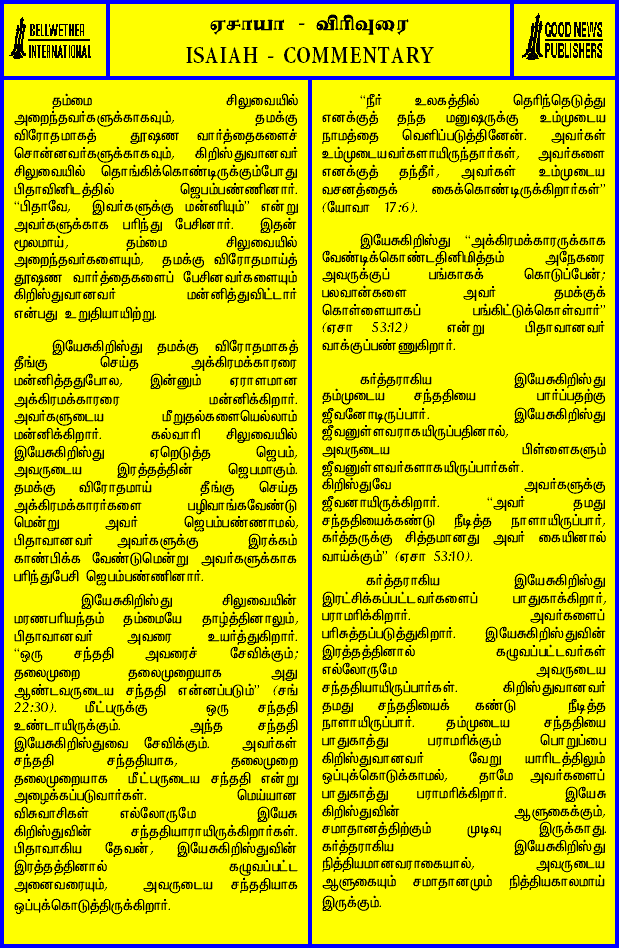 BELLWETHER
INTERNATIONAL
ஏசாயா - விரிவுரை
ISAIAH - COMMENTARY
GOOD NEWS
PUBLISHERS
தம்மை சிலுவையில்
அறைந்தவர்களுக்காகவும், தமக்கு
விரோதமாகத் தூஷண வார்த்தைகளைச்
சொன்னவர்களுக்காகவும், கிறிஸ்துவானவர்
சிலுவையில் தொங்கிக்கொண்டிருக்கும்போது
பிதாவினிடத்தில் ஜெபம்பண்ணினார்.
“பிதாவே, இவர்களுக்கு மன்னியும்” என்று
அவர்களுக்காக பரிந்து பேசினார். இதன்
மூலமாய், தம்மை சிலுவையில்
அறைந்தவர்களையும், தமக்கு விரோதமாய்த்
தூஷண வார்த்தைகளைப் பேசினவர்களையும்
கிறிஸ்துவானவர் மன்னித்துவிட்டார்
என்பது உறுதியாயிற்று.
இயேசுகிறிஸ்து தமக்கு விரோதமாகத்
தீங்கு செய்த அக்கிரமக்காரரை
மன்னித்ததுபோல, இன்னும் ஏராளமான
அக்கிரமக்காரரை மன்னிக்கிறார்.
அவர்களுடைய மீறுதல்களையெல்லாம்
மன்னிக்கிறார். கல்வாரி சிலுவையில்
இயேசுகிறிஸ்து ஏறெடுத்த ஜெபம்,
அவருடைய இரத்தத்தின் ஜெபமாகும்.
தமக்கு விரோதமாய் தீங்கு செய்த
அக்கிரமக்காரர்களை பழிவாங்கவேண்டு
மென்று அவர் ஜெபம்பண்ணாமல்,
பிதாவானவர் அவர்களுக்கு இரக்கம்
காண்பிக்க வேண்டுமென்று அவர்களுக்காக
பரிந்துபேசி ஜெபம்பண்ணினார்.
இயேசுகிறிஸ்து சிலுவையின்
மரணபரியந்தம் தம்மையே தாழ்த்தினாலும்,
பிதாவானவர் அவரை உயர்த்துகிறார்.
“ஒரு சந்ததி அவரைச் சேவிக்கும்;
தலைமுறை தலைமுறையாக அது
ஆண்டவருடைய சந்ததி என்னப்படும்” (சங்
22:30). மீட்பருக்கு ஒரு சந்ததி
உண்டாயிருக்கும். அந்த சந்ததி
இயேசுகிறிஸ்துவை சேவிக்கும். அவர்கள்
சந்ததி சந்ததியாக, தலைமுறை
தலைமுறையாக மீட்பருடைய சந்ததி என்று
அழைக்கப்படுவார்கள். மெய்யான
விசுவாசிகள் எல்லோருமே இயேசு
கிறிஸ்துவின் சந்ததியாராயிருக்கிறார்கள்.
பிதாவாகிய தேவன், இயேசுகிறிஸ்துவின்
இரத்தத்தினால் கழுவப்பட்ட
அனைவரையும், அவருடைய சந்ததியாக
ஒப்புக்கொடுத்திருக்கிறார்.
“நீர் உலகத்தில் தெரிந்தெடுத்து
எனக்குத் தந்த மனுஷருக்கு உம்முடைய
நாமத்தை வெளிப்படுத்தினேன். அவர்கள்
உம்முடையவர்களாயிருந்தார்கள், அவர்களை
எனக்குத் தந்தீர், அவர்கள் உம்முடைய
வசனத்தைக் கைக்கொண்டிருக்கிறார்கள்”
(யோவா 17:6).
இயேசுகிறிஸ்து “அக்கிரமக்காரருக்காக
வேண்டிக்கொண்டதினிமித்தம் அநேகரை
அவருக்குப் பங்காகக் கொடுப்பேன்;
பலவான்களை அவர் தமக்குக்
கொள்ளையாகப் பங்கிட்டுக்கொள்வார்”
(ஏசா 53:12) என்று பிதாவானவர்
வாக்குப்பண்ணுகிறார்.
கர்த்தராகிய இயேசுகிறிஸ்து
தம்முடைய சந்ததியை பார்ப்பதற்கு
ஜீவனோடிருப்பார். இயேசுகிறிஸ்து
ஜீவனுள்ளவராகயிருப்பதினால்,
அவருடைய பிள்ளைகளும்
ஜீவனுள்ளவர்களாகயிருப்பார்கள்.
கிறிஸ்துவே அவர்களுக்கு
ஜீவனாயிருக்கிறார். “அவர் தமது
சந்ததியைக்கண்டு நீடித்த நாளாயிருப்பார்,
கர்த்தருக்கு சித்தமானது அவர் கையினால்
வாய்க்கும்” (ஏசா 53:10).
கர்த்தராகிய இயேசுகிறிஸ்து
இரட்சிக்கப்பட்டவர்களைப் பாதுகாக்கிறார்,
பராமரிக்கிறார். அவர்களைப்
பரிசுத்தப்படுத்துகிறார். இயேசுகிறிஸ்துவின்
இரத்தத்தினால் கழுவப்பட்டவர்கள்
எல்லோருமே அவருடைய
சந்ததியாயிருப்பார்கள். கிறிஸ்துவானவர்
தமது சந்ததியைக் கண்டு நீடித்த
நாளாயிருப்பார். தம்முடைய சந்ததியை
பாதுகாத்து பராமரிக்கும் பொறுப்பை
கிறிஸ்துவானவர் வேறு யாரிடத்திலும்
ஒப்புக்கொடுக்காமல், தாமே அவர்களைப்
பாதுகாத்து பராமரிக்கிறார். இயேசு
கிறிஸ்துவின் ஆளுகைக்கும்,
சமாதானத்திற்கும் முடிவு இருக்காது.
கர்த்தராகிய இயேசுகிறிஸ்து
நித்தியமானவராகையால், அவருடைய
ஆளுகையும் சமாதானமும் நித்தியகாலமாய்
இருக்கும்.